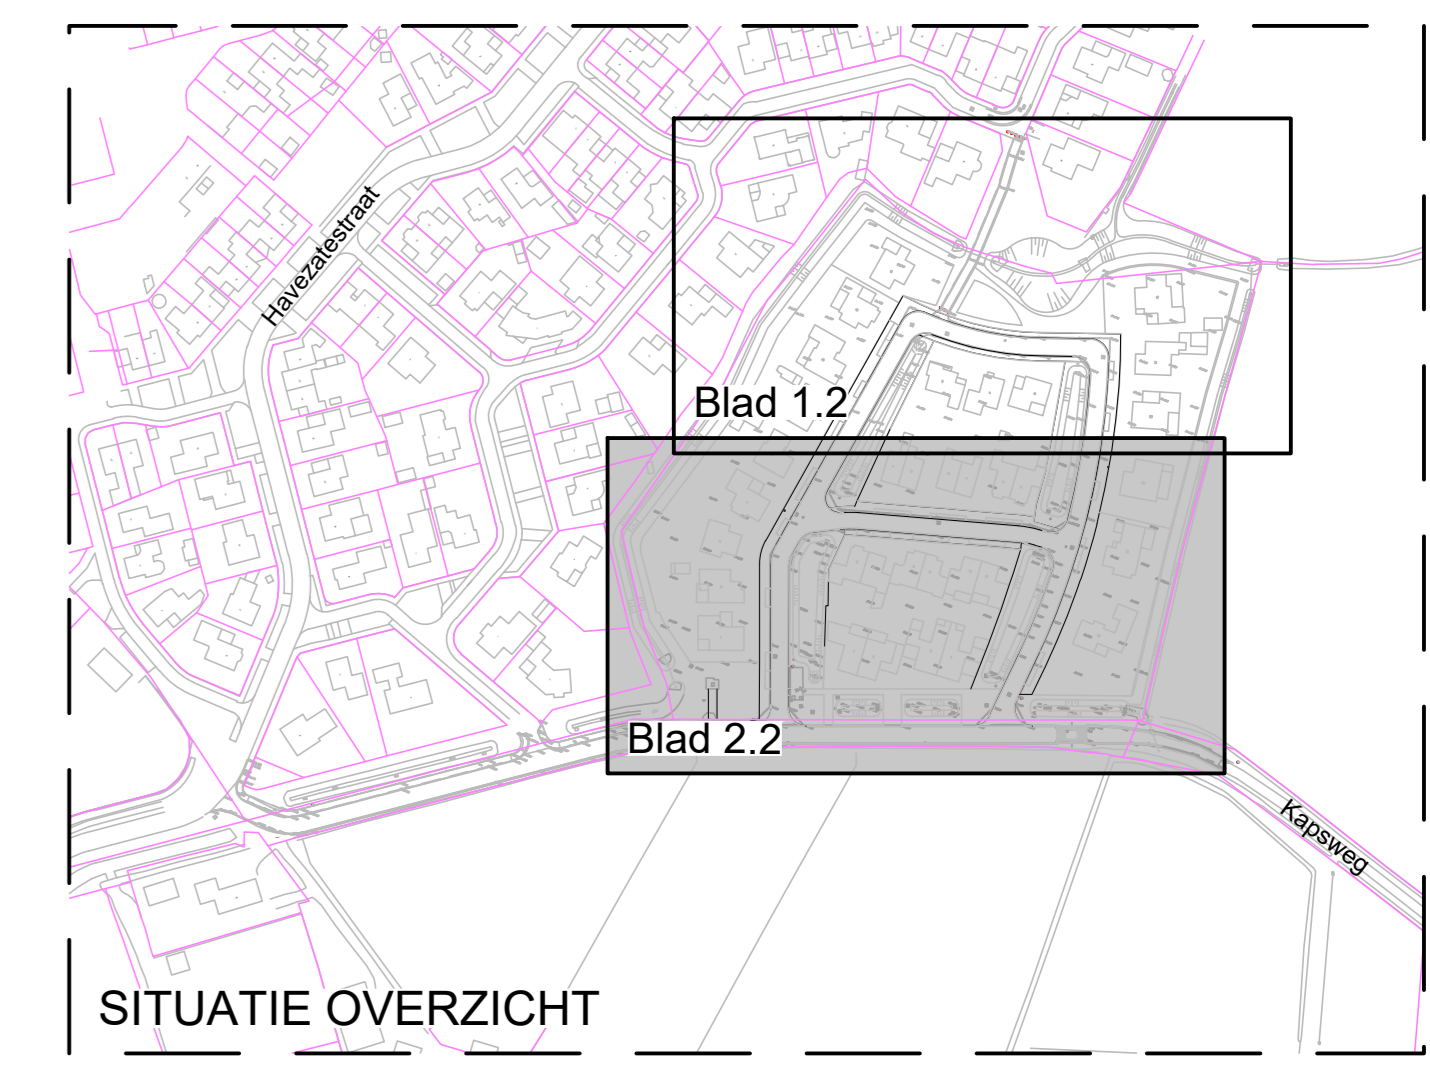 Havezatestraat
Blad 1.2
Blad 2.2
Kapsweg
SITUATIE OVERZICHT